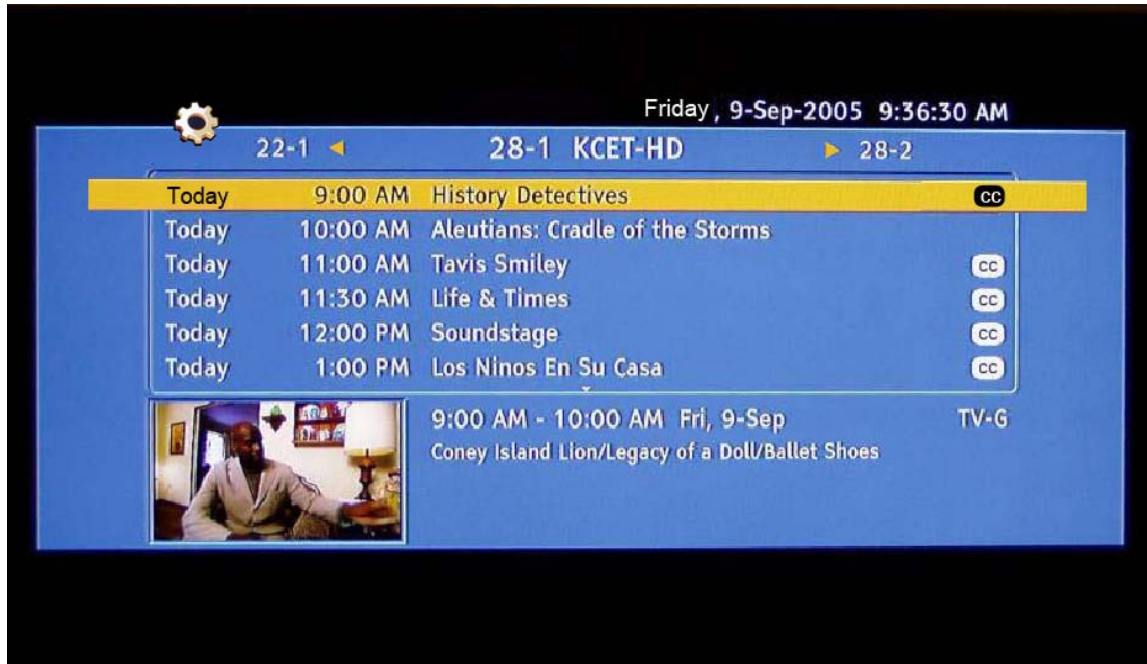 Friday, 9-Sep-2005 9:36:30 AM
22-1 28-1 KCET-HD 28-2
Today 9:00 AM History Detectives CC
Today 10:00 AM Aleutians: Cradle of the Storms
Today 11:00 AM Tavis Smiley CC
Today 11:30 AM Life & Times CC
Today 12:00 PM Soundstage CC
Today 1:00 PM Los Ninos En Su Casa CC
9:00 AM - 10:00 AM Fri, 9-Sep TV-G
Coney Island Lion/Legacy of a Doll/Ballet Shoes